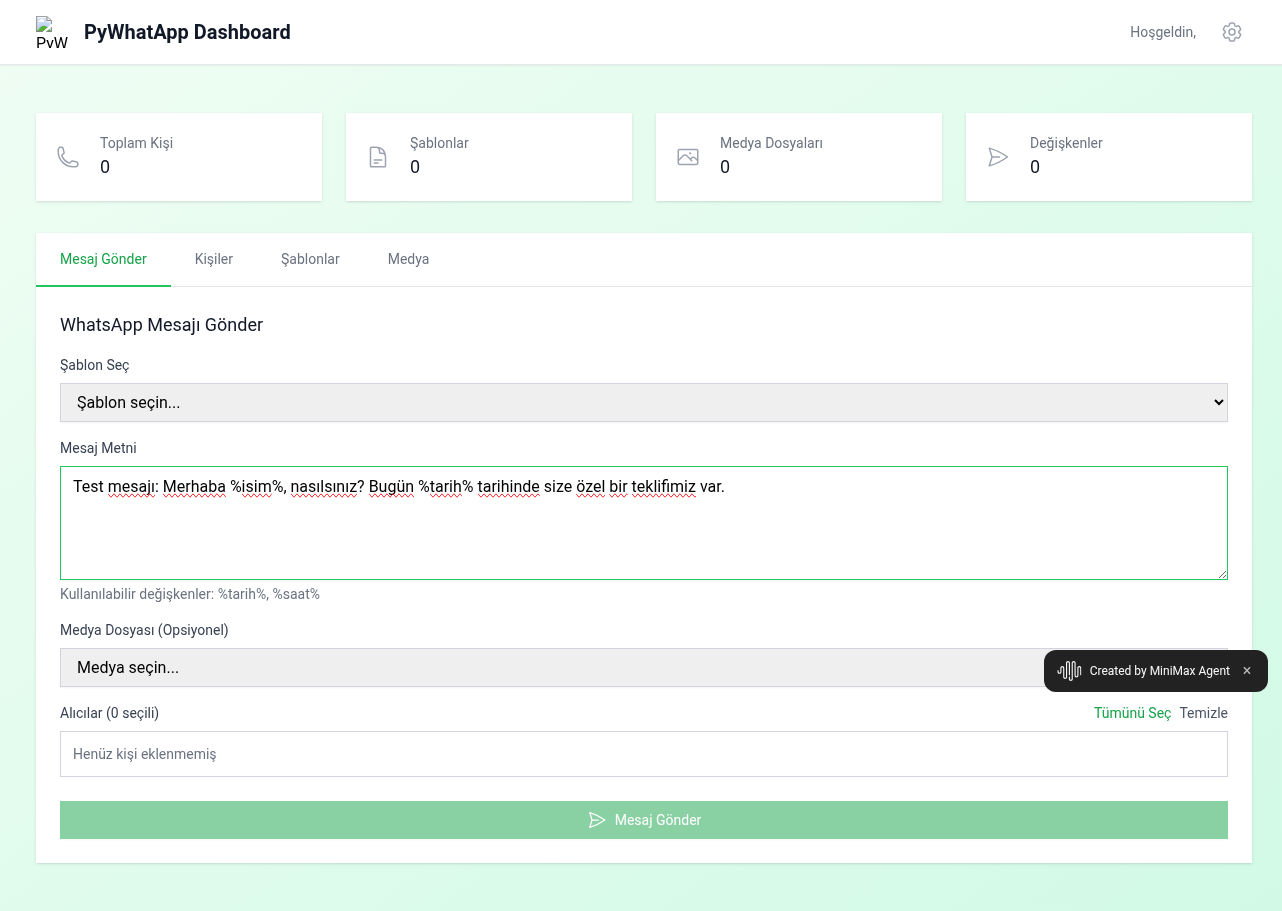 PyW
PyWhatApp Dashboard
Hoşgeldin,
Toplam Kişi
0
Şablonlar
0
Medya Dosyaları
0
Değişkenler
0
Mesaj Gönder
Kişiler
Şablonlar
Medya
WhatsApp Mesajı Gönder
Şablon Seç
Şablon seçin...
Mesaj Metni
Test mesajı: Merhaba %isim%, nasılsınız? Bugün %tarih% tarihinde size özel bir teklifimiz var.
Kullanılabilir değişkenler: %tarih%, %saat%
Medya Dosyası (Opsiyonel)
Medya seçin...
Created by MiniMax Agent ×
Alıcılar (0 seçili)
Tümünü Seç Temizle
Henüz kişi eklenmemiş
Mesaj Gönder